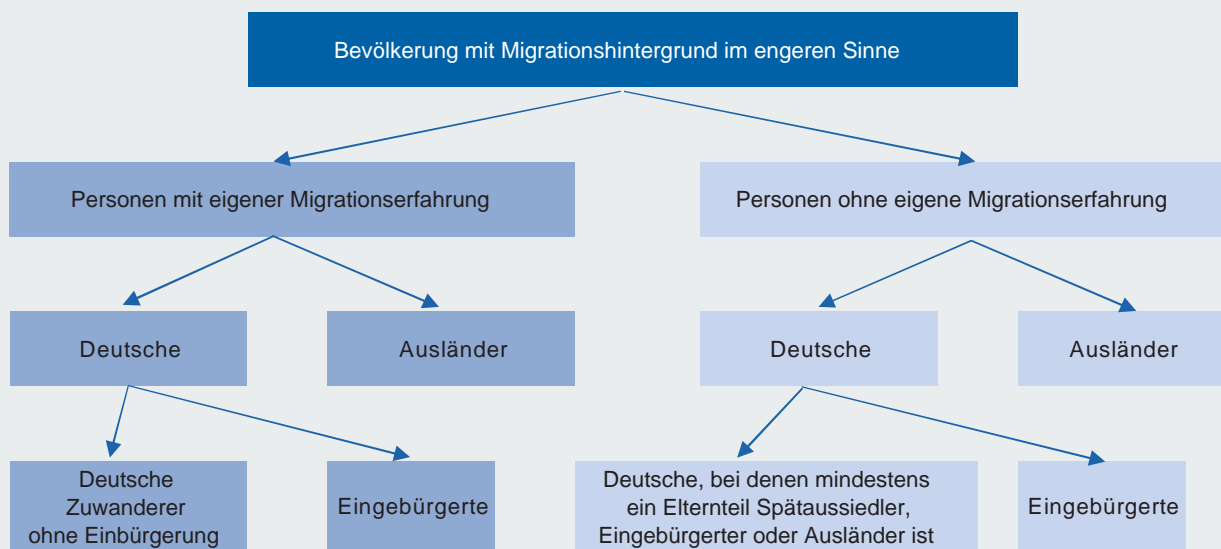 Bevölkerung mit Migrationshintergrund im engeren Sinne
Personen mit eigener Migrationserfahrung
Personen ohne eigene Migrationserfahrung
Deutsche
Ausländer
Deutsche
Ausländer
Deutsche
Zuwanderer
ohne Einbürgerung
Eingebürgerte
Deutsche, bei denen mindestens
ein Elternteil Spätaussiedler,
Eingebürgerter oder Ausländer ist
Eingebürgerte